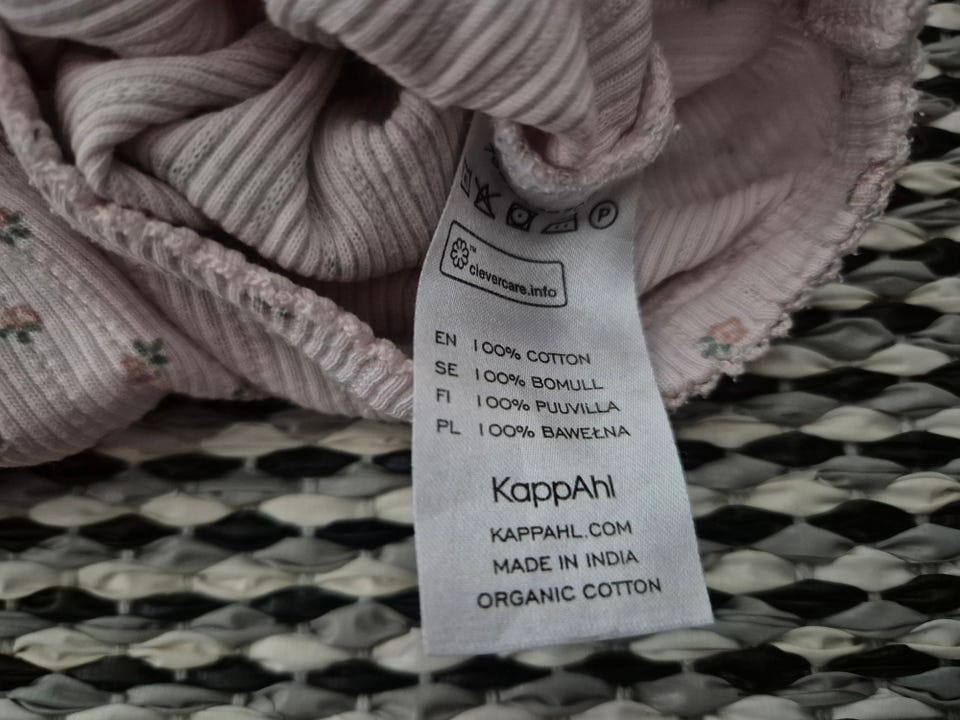 P
clevercare.info
EN 100% COTTON
SE 100% BOMULL
FI 100% PUUVILLA
PL 100% BAWEŁNA
KappAhl
KAPPAHL.COM
MADE IN INDIA
ORGANIC COTTON